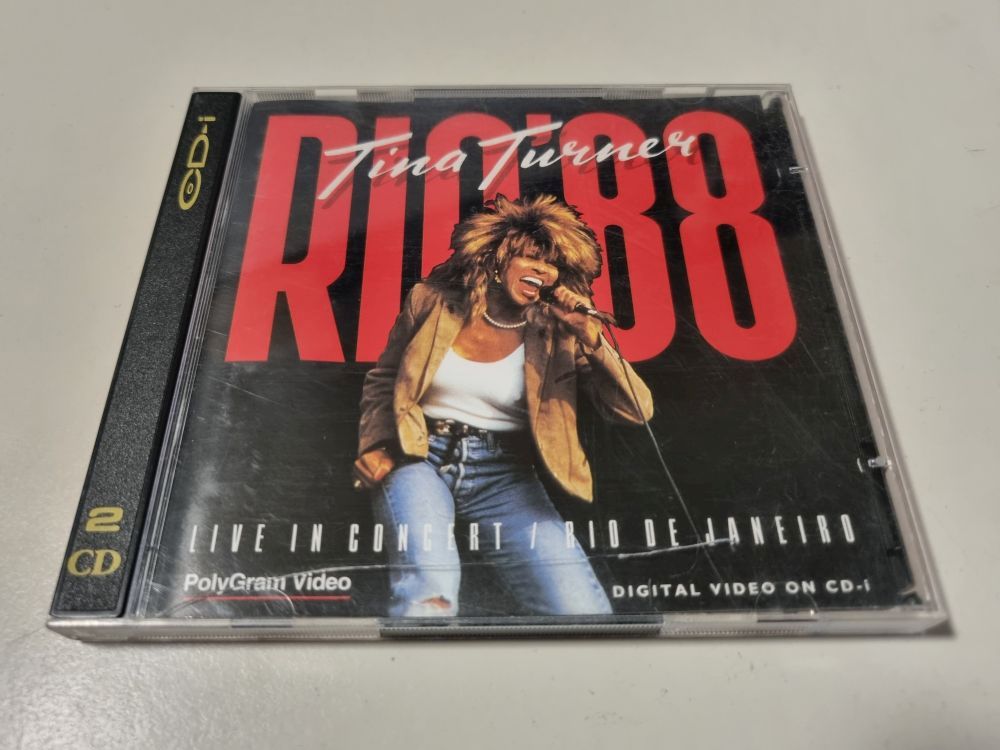 CD-i
Tina Turner
RIO'88
LIVE IN CONCERT / RIO DE JANEIRO
2
CD
PolyGram Video
DIGITAL VIDEO ON CD-i